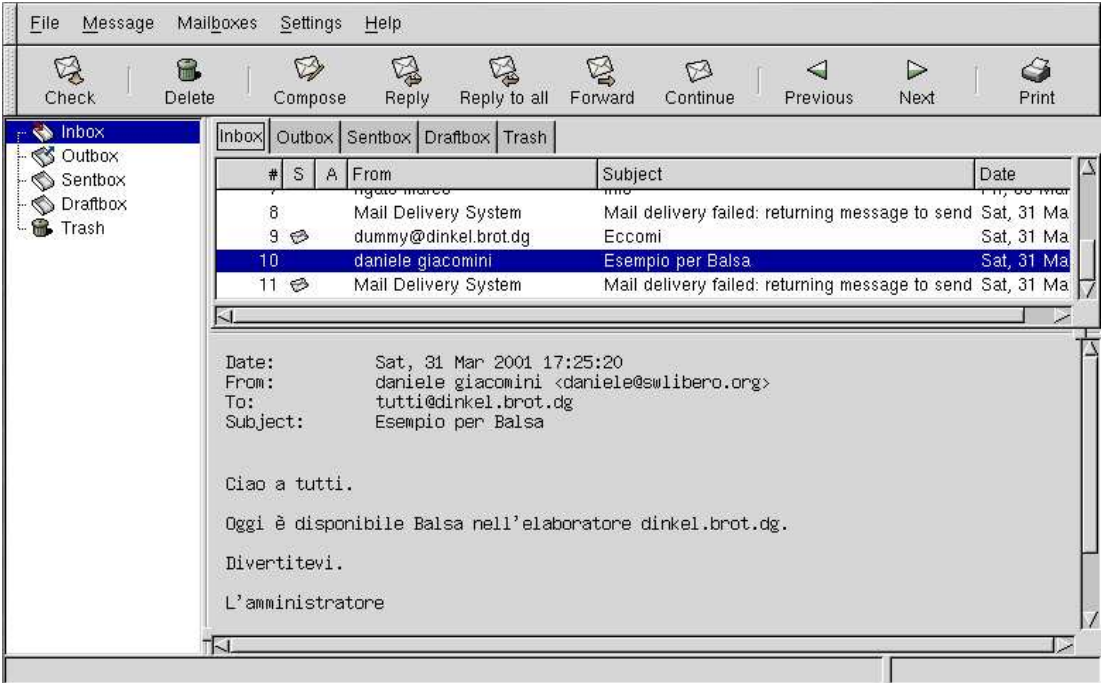 File Message Mailboxes Settings Help
Check Delete Compose Reply Reply to all Forward Continue Previous Next Print
Inbox
Outbox
Sentbox
Draftbox
Trash
Inbox Outbox Sentbox Draftbox Trash
# S A From Subject Date
8 Mail Delivery System Mail delivery failed: returning message to send Sat, 31 Ma
9 dummy@dinkel.brot.dg Eccomi Sat, 31 Ma
10 daniele giacomini Esempio per Balsa Sat, 31 Ma
11 Mail Delivery System Mail delivery failed: returning message to send Sat, 31 Ma
Date: Sat, 31 Mar 2001 17:25:20
From: daniele giacomini <daniele@swlibero.org>
To: tutti@dinkel.brot.dg
Subject: Esempio per Balsa
Ciao a tutti.
Oggi è disponibile Balsa nell'elaboratore dinkel.brot.dg.
Divertitevi.
L'amministratore